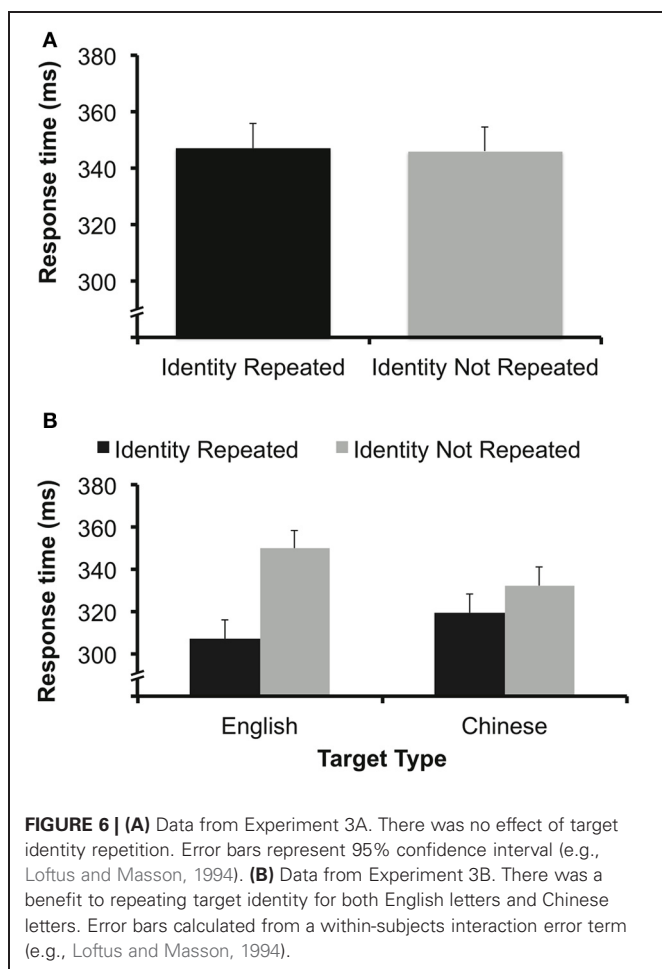 A
Response time (ms)
380
360
340
320
300
Identity Repeated Identity Not Repeated
B
Identity Repeated Identity Not Repeated
Response time (ms)
380
360
340
320
300
English Chinese
Target Type
FIGURE 6 | (A) Data from Experiment 3A. There was no effect of target
identity repetition. Error bars represent 95% confidence interval (e.g.,
Loftus and Masson, 1994). (B) Data from Experiment 3B. There was a
benefit to repeating target identity for both English letters and Chinese
letters. Error bars calculated from a within-subjects interaction error term
(e.g., Loftus and Masson, 1994).